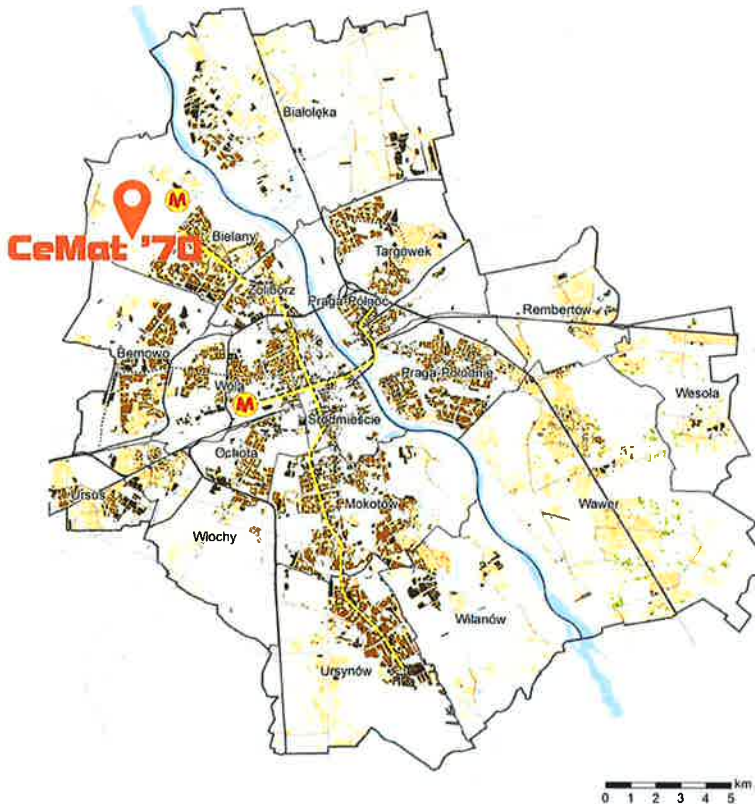 Białołęka
M
CeMat '70
Bielany
Targówek
Żoliborz
Praga-Północ
Rembertów
Bemowo
Praga-Południe
Wola
M
Wesoła
Śródmieście
Ochota
Ursus
Mokotów
Wawer
Włochy
Wilanów
Ursynów
km
0 1 2 3 4 5